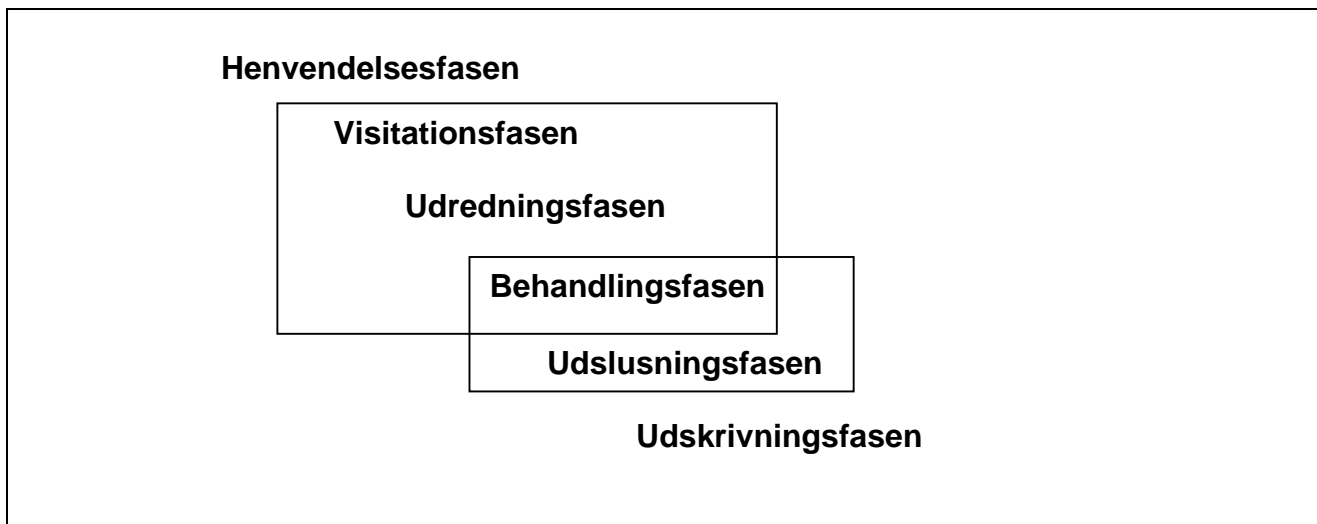 Henvendelsesfasen
Visitationsfasen
Udredningsfasen
Behandlingsfasen
Udslusningsfasen
Udskrivningsfasen